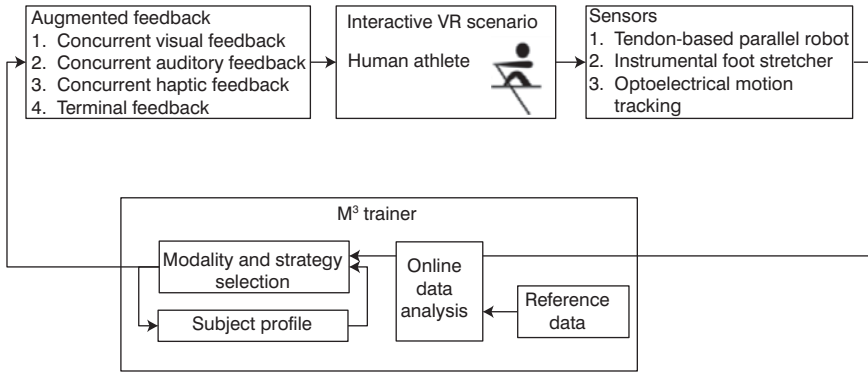 Augmented feedback
1. Concurrent visual feedback
2. Concurrent auditory feedback
3. Concurrent haptic feedback
4. Terminal feedback
Interactive VR scenario
Human athlete
Sensors
1. Tendon-based parallel robot
2. Instrumental foot stretcher
3. Optoelectrical motion
tracking
M³ trainer
Modality and strategy
selection
Subject profile
Online
data
analysis
Reference
data